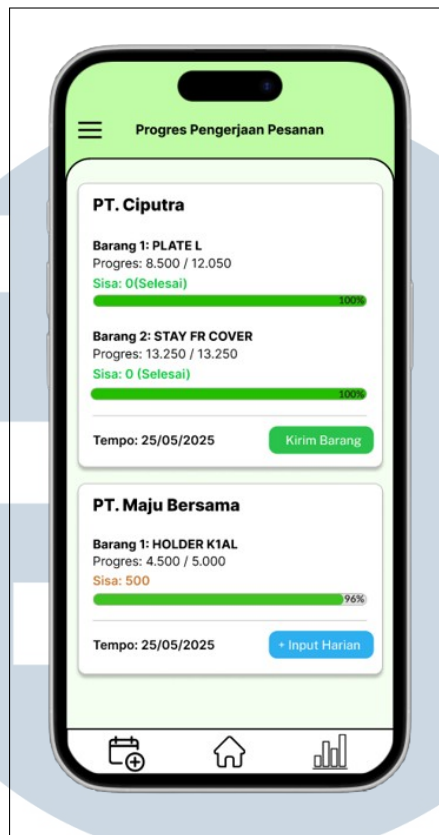 Progres Pengerjaan Pesanan
PT. Ciputra
Barang 1: PLATE L
Progres: 8.500 / 12.050
Sisa: 0(Selesai)
100%
Barang 2: STAY FR COVER
Progres: 13.250 / 13.250
Sisa: 0 (Selesai)
100%
Tempo: 25/05/2025
Kirim Barang
PT. Maju Bersama
Barang 1: HOLDER K1AL
Progres: 4.500 / 5.000
Sisa: 500
96%
Tempo: 25/05/2025
+ Input Harian